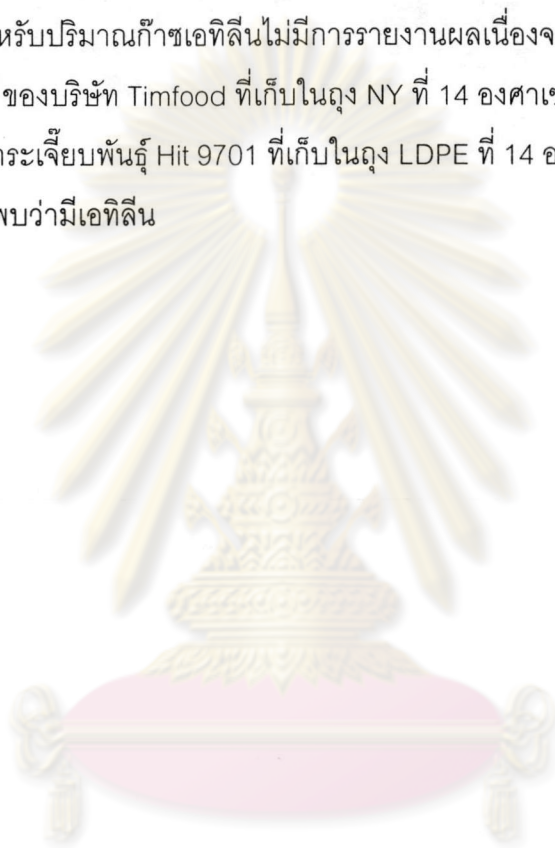 หรับปริมาณก๊าซเอทิลีนไม่มีการรายงานผลเนื่องจ
ของบริษัท Timfood ที่เก็บในถุง NY ที่ 14 องศาเซ
ระเจี๊ยบพันธุ์ Hit 9701 ที่เก็บในถุง LDPE ที่ 14 อ
พบว่ามีเอทิลีน